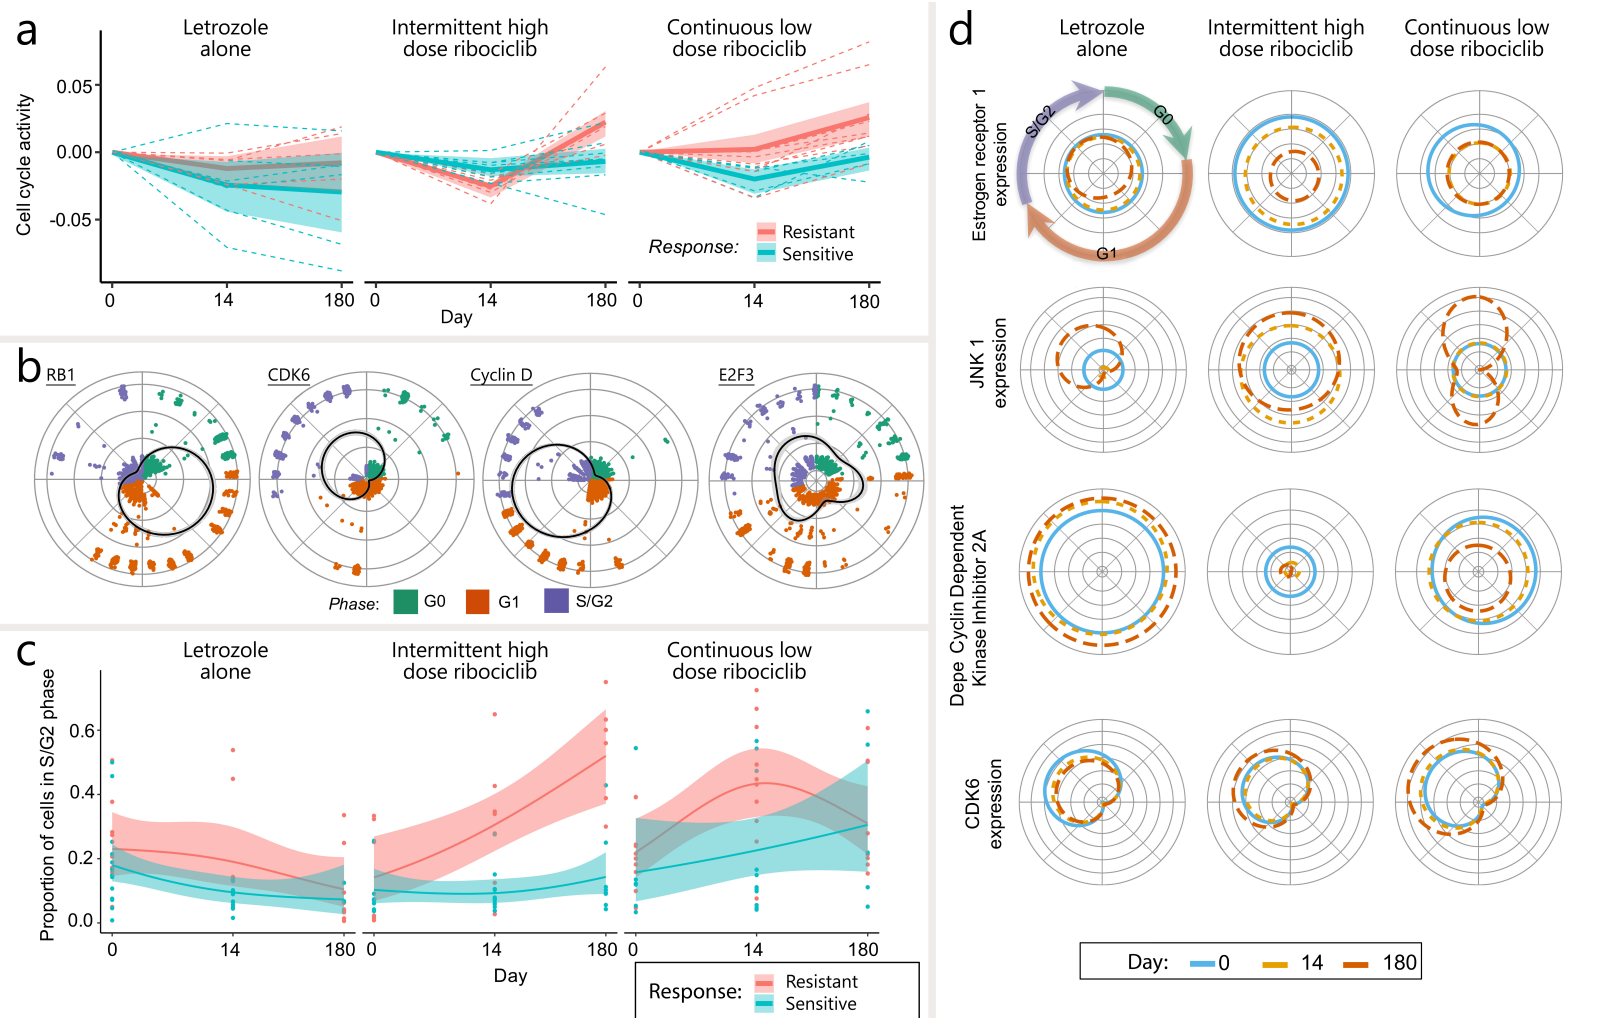 a
Letrozole
alone
Intermittent high
dose ribociclib
Continuous low
dose ribociclib
Cell cycle activity
0.05
0.00
-0.05
Response:
Resistant
Sensitive
0
14
180
0
14
180
0
14
180
Day
b
RB1
CDK6
Cyclin D
E2F3
Phase:
G0
G1
S/G2
c
Letrozole
alone
Intermittent high
dose ribociclib
Continuous low
dose ribociclib
Proportion of cells in S/G2 phase
0.6
0.4
0.2
0.0
0
14
180
0
14
180
0
14
180
Day
Response:
Resistant
Sensitive
d
Letrozole
alone
Intermittent high
dose ribociclib
Continuous low
dose ribociclib
Estrogen receptor 1
expression
S/G2
G0
G1
JNK 1
expression
Depe Cyclin Dependent
Kinase Inhibitor 2A
CDK6
expression
Day:
0
14
180